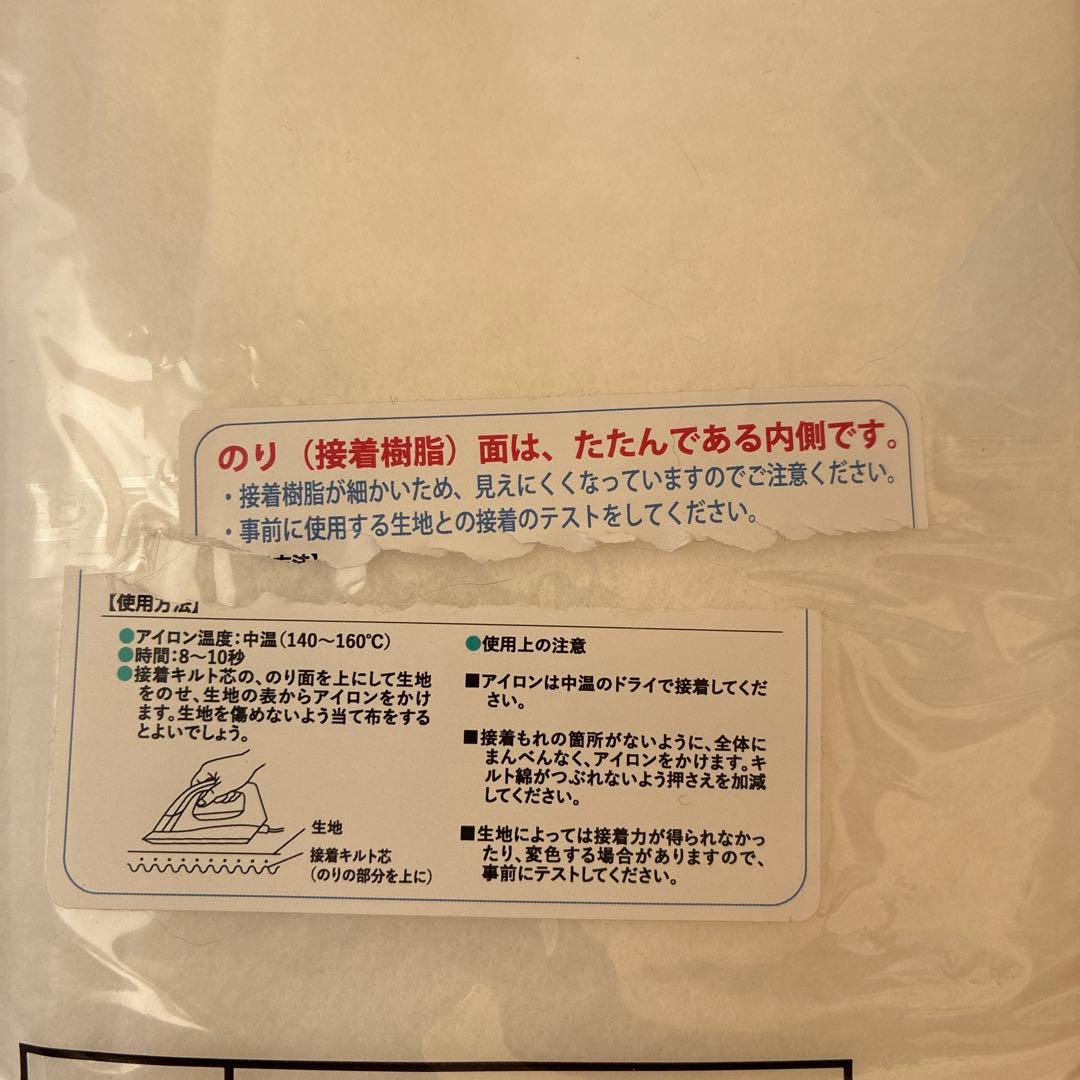 のり（接着樹脂）面は、たたんである内側です。
・接着樹脂が細かいため、見えにくくなっていますのでご注意ください。
・事前に使用する生地との接着のテストをしてください。
【使用方法】
●アイロン温度：中温（140〜160℃）
●時間：8〜10秒
●接着キルト芯の、のり面を上にして生地
をのせ、生地の表からアイロンをかけ
ます。生地を傷めないよう当て布をする
とよいでしょう。
生地
接着キルト芯
（のりの部分を上に）
●使用上の注意
■アイロンは中温のドライで接着してくだ
さい。
■接着もれの箇所がないように、全体に
まんべんなく、アイロンをかけます。キ
ルト綿がつぶれないよう押さえを加減
してください。
■生地によっては接着力が得られなかっ
たり、変色する場合がありますので、
事前にテストしてください。